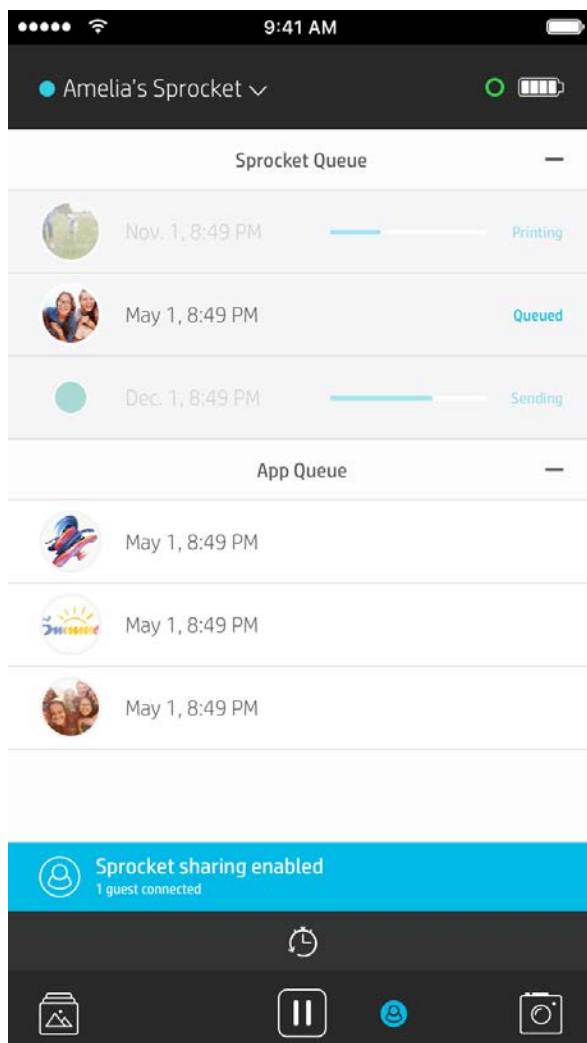 9:41 AM
Amelia's Sprocket
Sprocket Queue
Nov. 1, 8:49 PM Printing
May 1, 8:49 PM Queued
Dec. 1, 8:49 PM Sending
App Queue
May 1, 8:49 PM
May 1, 8:49 PM
May 1, 8:49 PM
Sprocket sharing enabled
1 guest connected